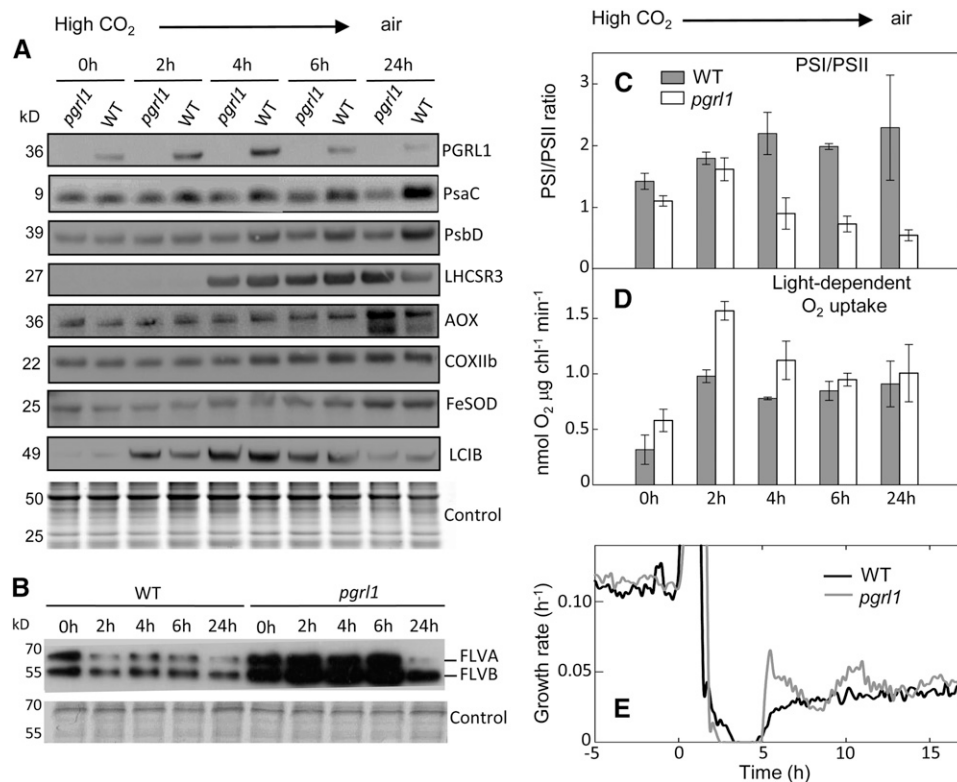 High CO2 air
A
0h 2h 4h 6h 24h
kD pgrl1 WT pgrl1 WT pgrl1 WT pgrl1 WT pgrl1 WT
36 PGRL1
9 PsaC
39 PsbD
27 LHCSR3
36 AOX
22 COXIIb
25 FeSOD
49 LCIB
50 Control
25
B
WT pgrl1
kD 0h 2h 4h 6h 24h 0h 2h 4h 6h 24h
70 FLVA
55 FLVB
70 Control
55
High CO2 air
C WT PSI/PSII
pgrl1
PSI/PSII ratio
3
2
1
0
D Light-dependent
O2 uptake
nmol O2 µg chl-1 min-1
1.5
1.0
0.5
0
0h 2h 4h 6h 24h
WT
pgrl1
Growth rate (h-1)
0.10
0.05
0 E
-5 0 5 10 15
Time (h)